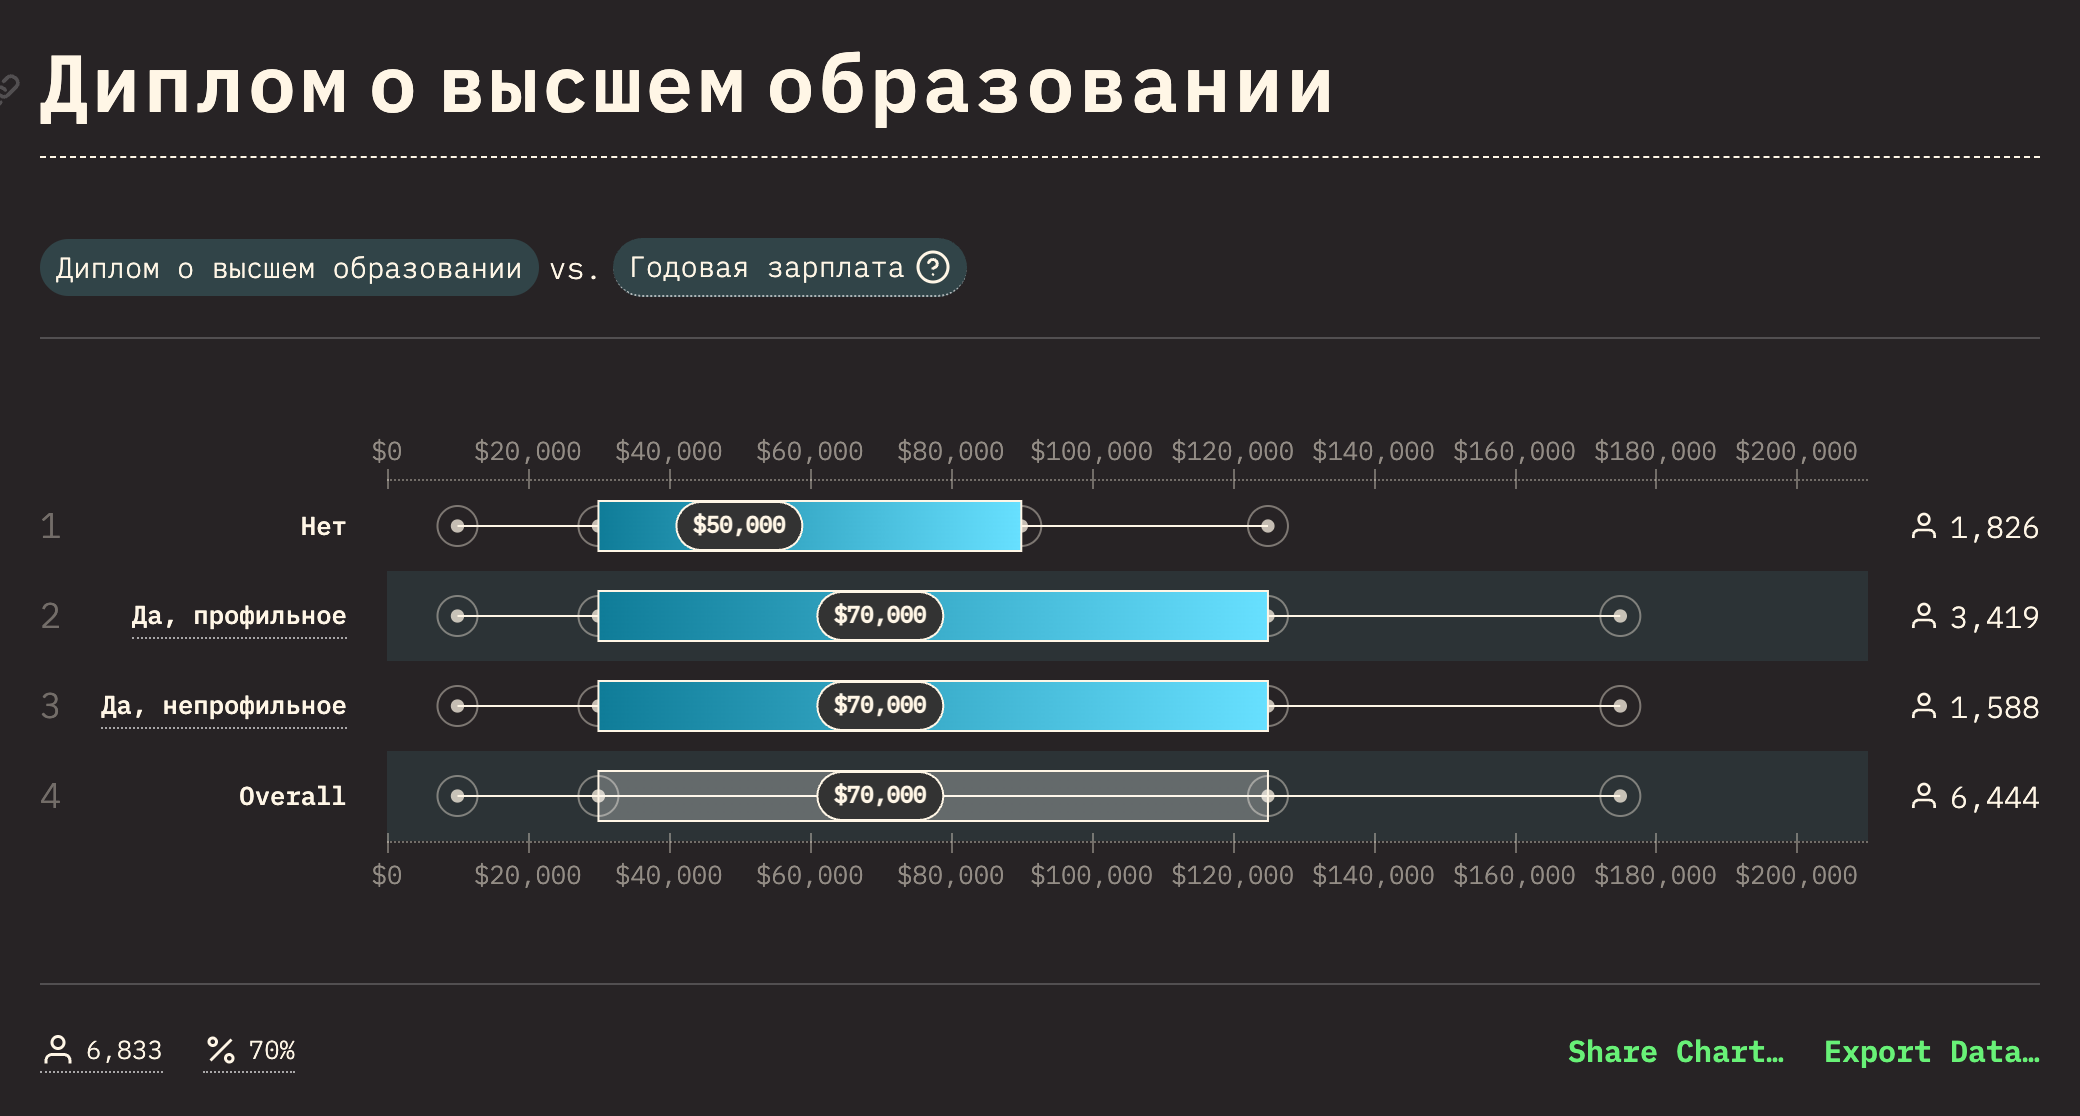 Диплом о высшем образовании
Диплом о высшем образовании vs. Годовая зарплата ?
$0 $20,000 $40,000 $60,000 $80,000 $100,000 $120,000 $140,000 $160,000 $180,000 $200,000
1 Нет $50,000 1,826
2 Да, профильное $70,000 3,419
3 Да, непрофильное $70,000 1,588
4 Overall $70,000 6,444
$0 $20,000 $40,000 $60,000 $80,000 $100,000 $120,000 $140,000 $160,000 $180,000 $200,000
6,833 % 70% Share Chart… Export Data…